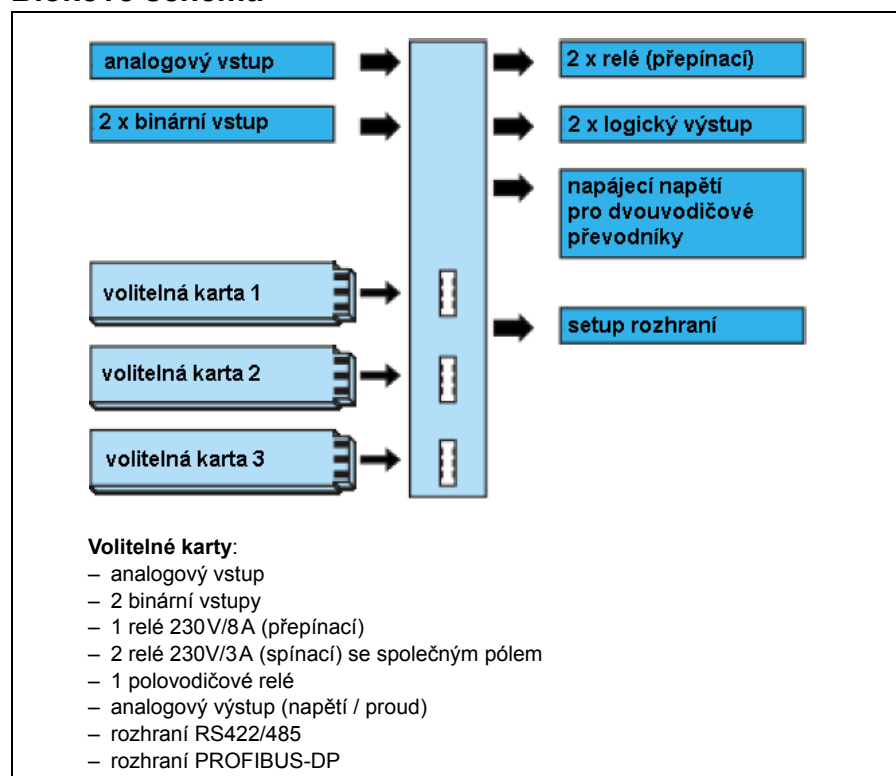 analogový vstup
2 x binární vstup
2 x relé (přepínací)
2 x logický výstup
napájecí napětí
pro dvouvodičové
převodníky
setup rozhraní
volitelná karta 1
volitelná karta 2
volitelná karta 3
Volitelné karty:
– analogový vstup
– 2 binární vstupy
– 1 relé 230V/8A (přepínací)
– 2 relé 230V/3A (spínací) se společným pólem
– 1 polovodičové relé
– analogový výstup (napětí / proud)
– rozhraní RS422/485
– rozhraní PROFIBUS-DP